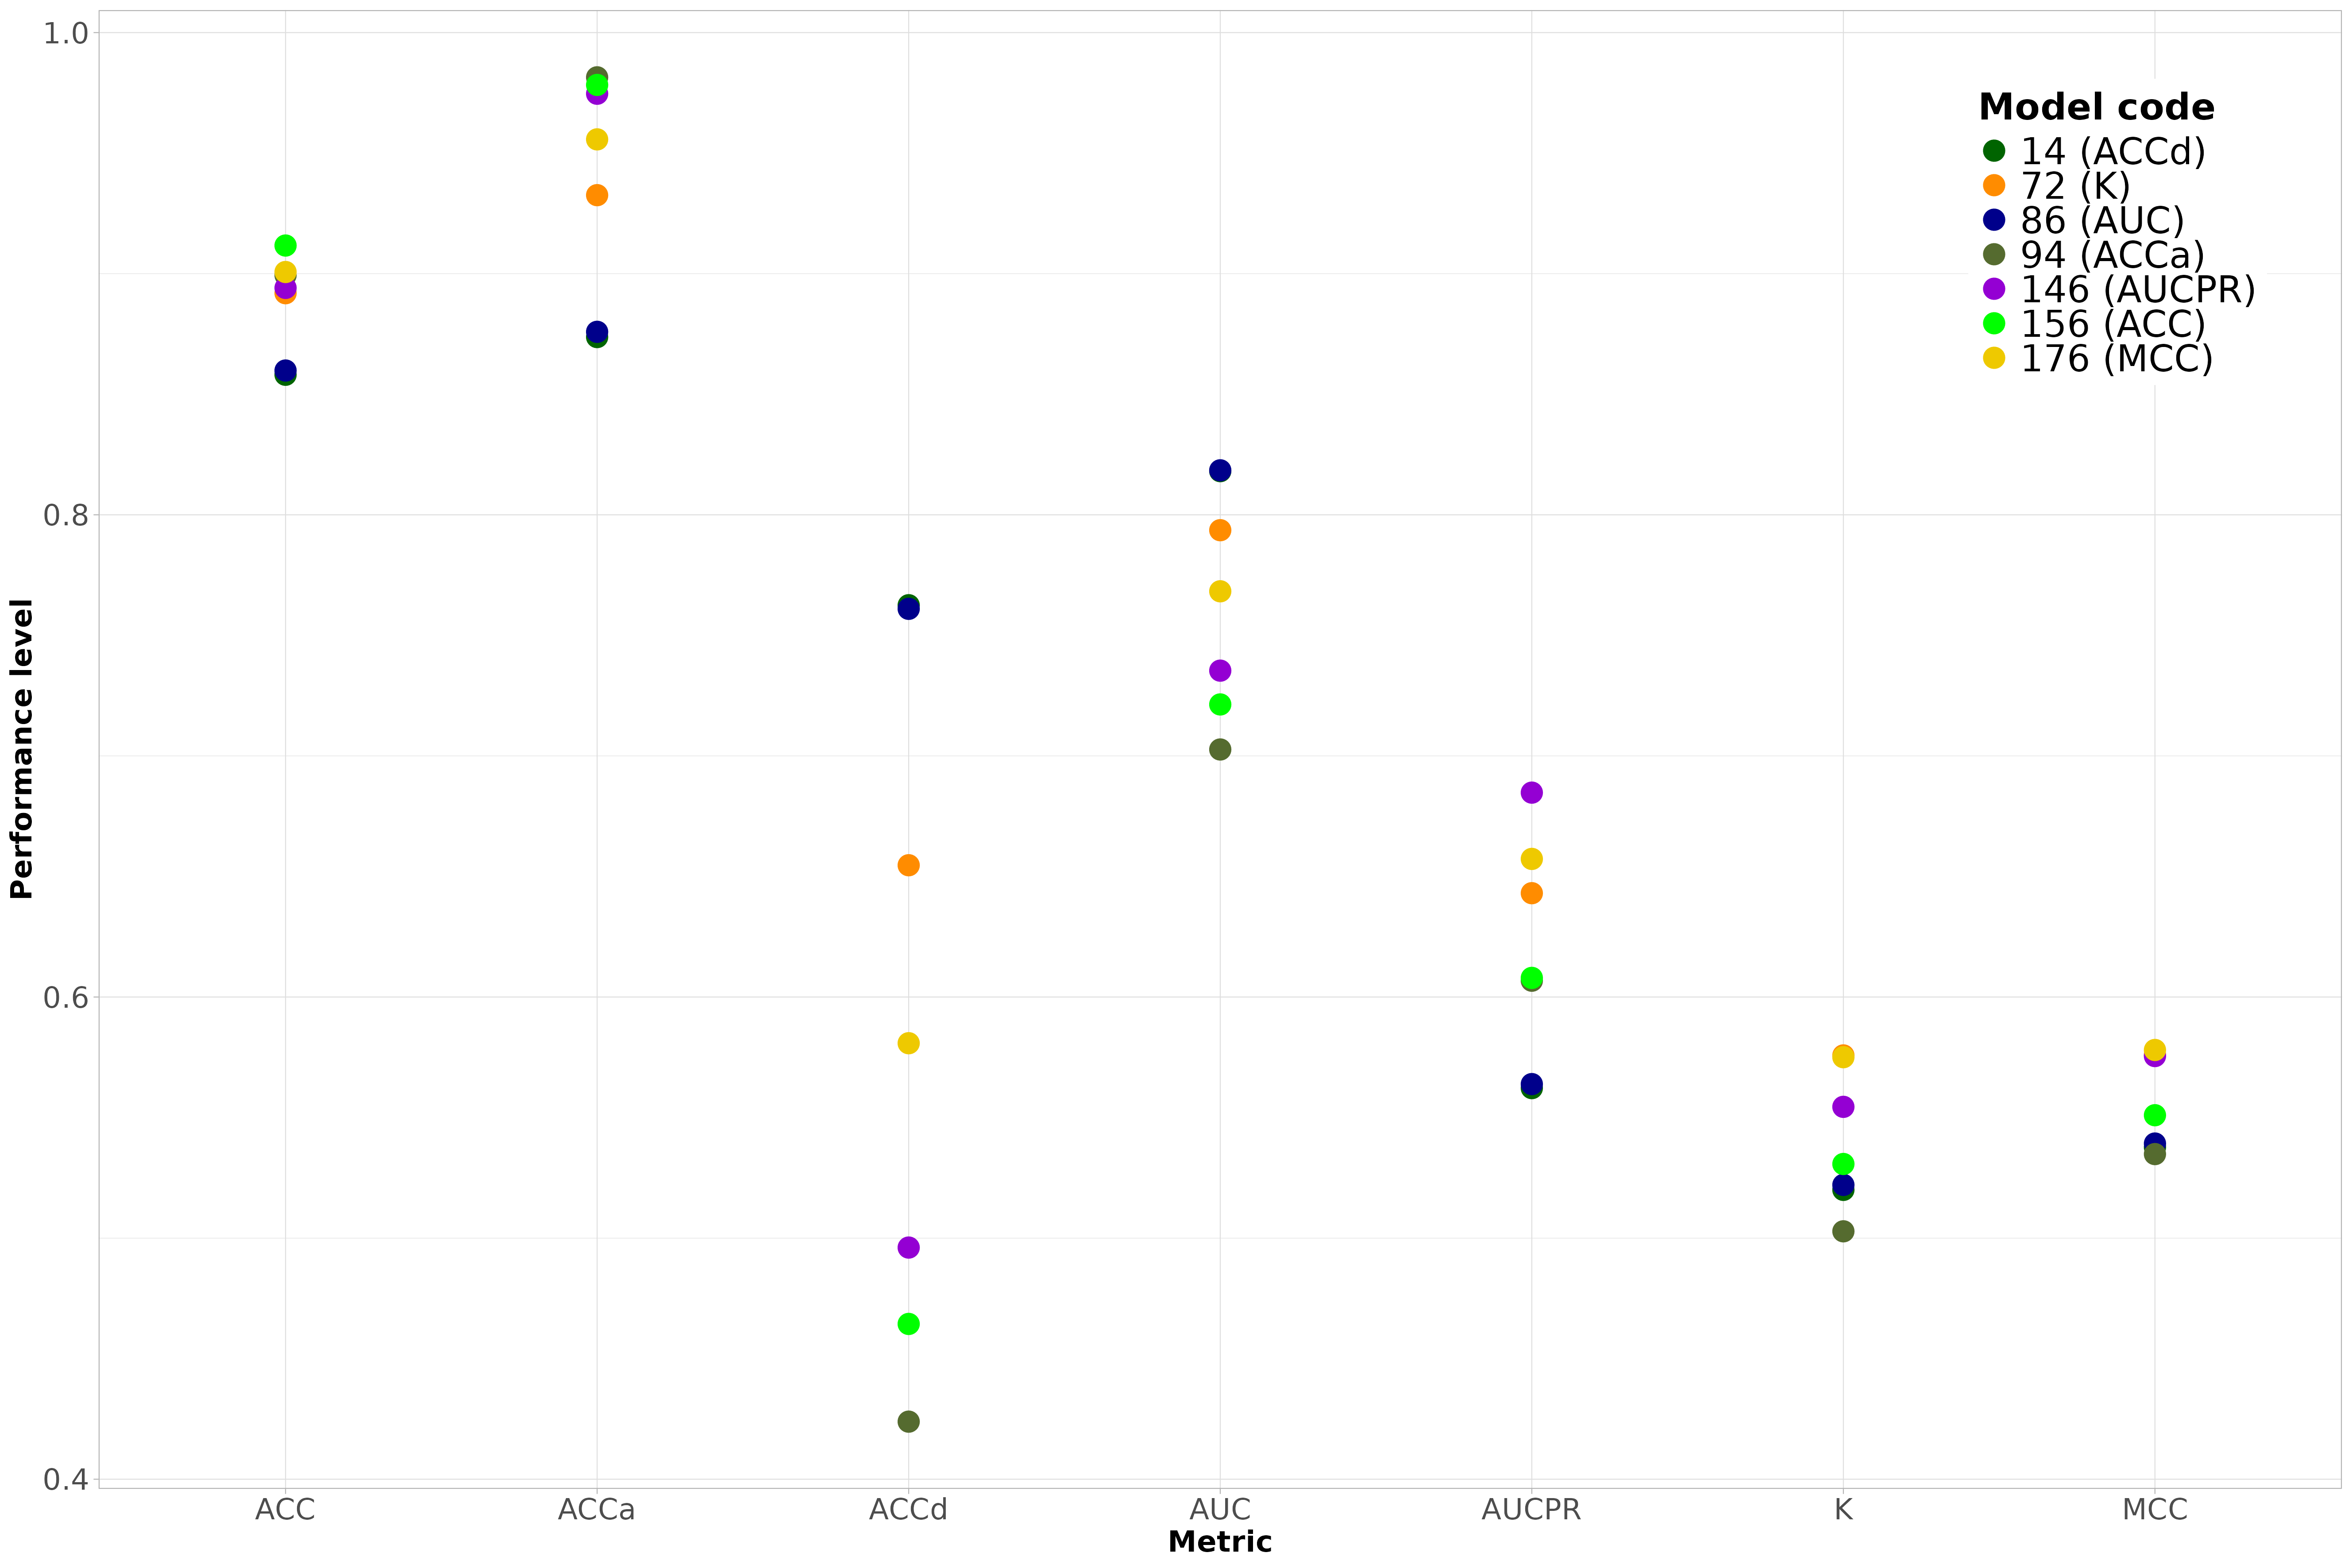 1.0
0.8
0.6
0.4
Performance level
Model code
14 (ACCd)
72 (K)
86 (AUC)
94 (ACCa)
146 (AUCPR)
156 (ACC)
176 (MCC)
ACC ACCa ACCd AUC AUCPR K MCC
Metric